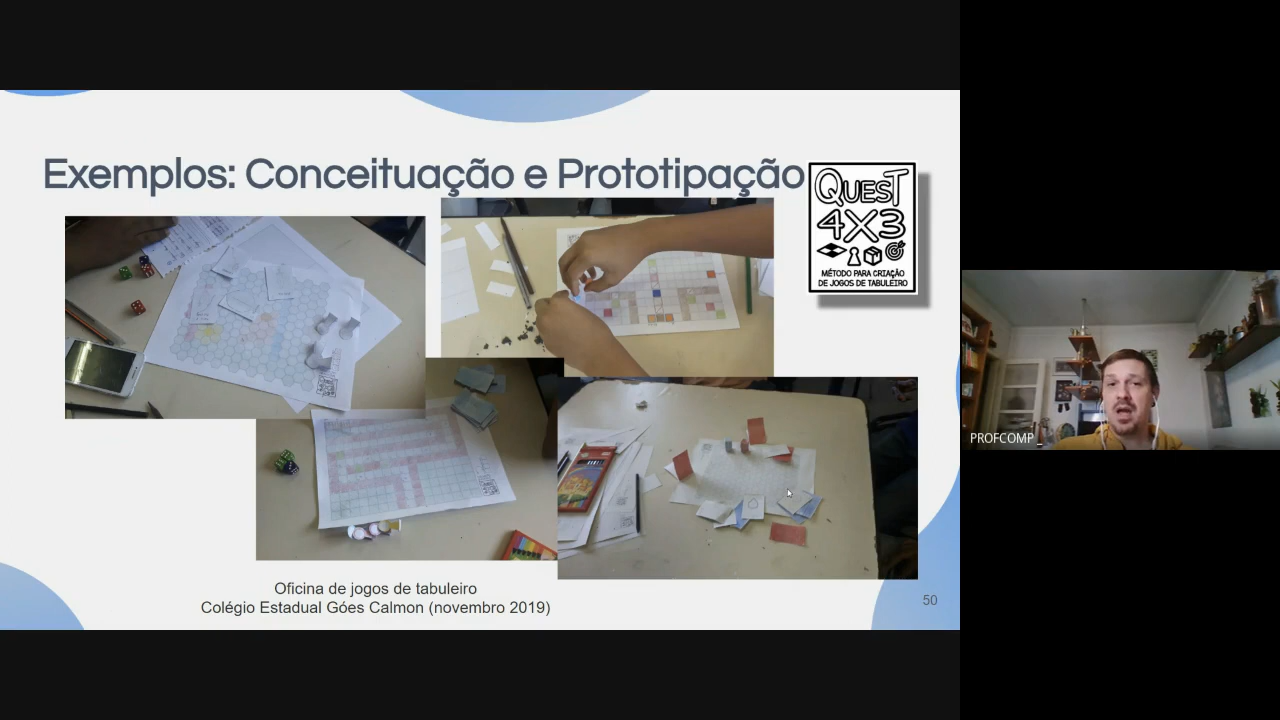 Exemplos: Conceituação e Prototipação
QUEST
4X3
MÉTODO PARA CRIAÇÃO
DE JOGOS DE TABULEIRO
PROFCOMP _
Oficina de jogos de tabuleiro
Colégio Estadual Góes Calmon (novembro 2019)
50